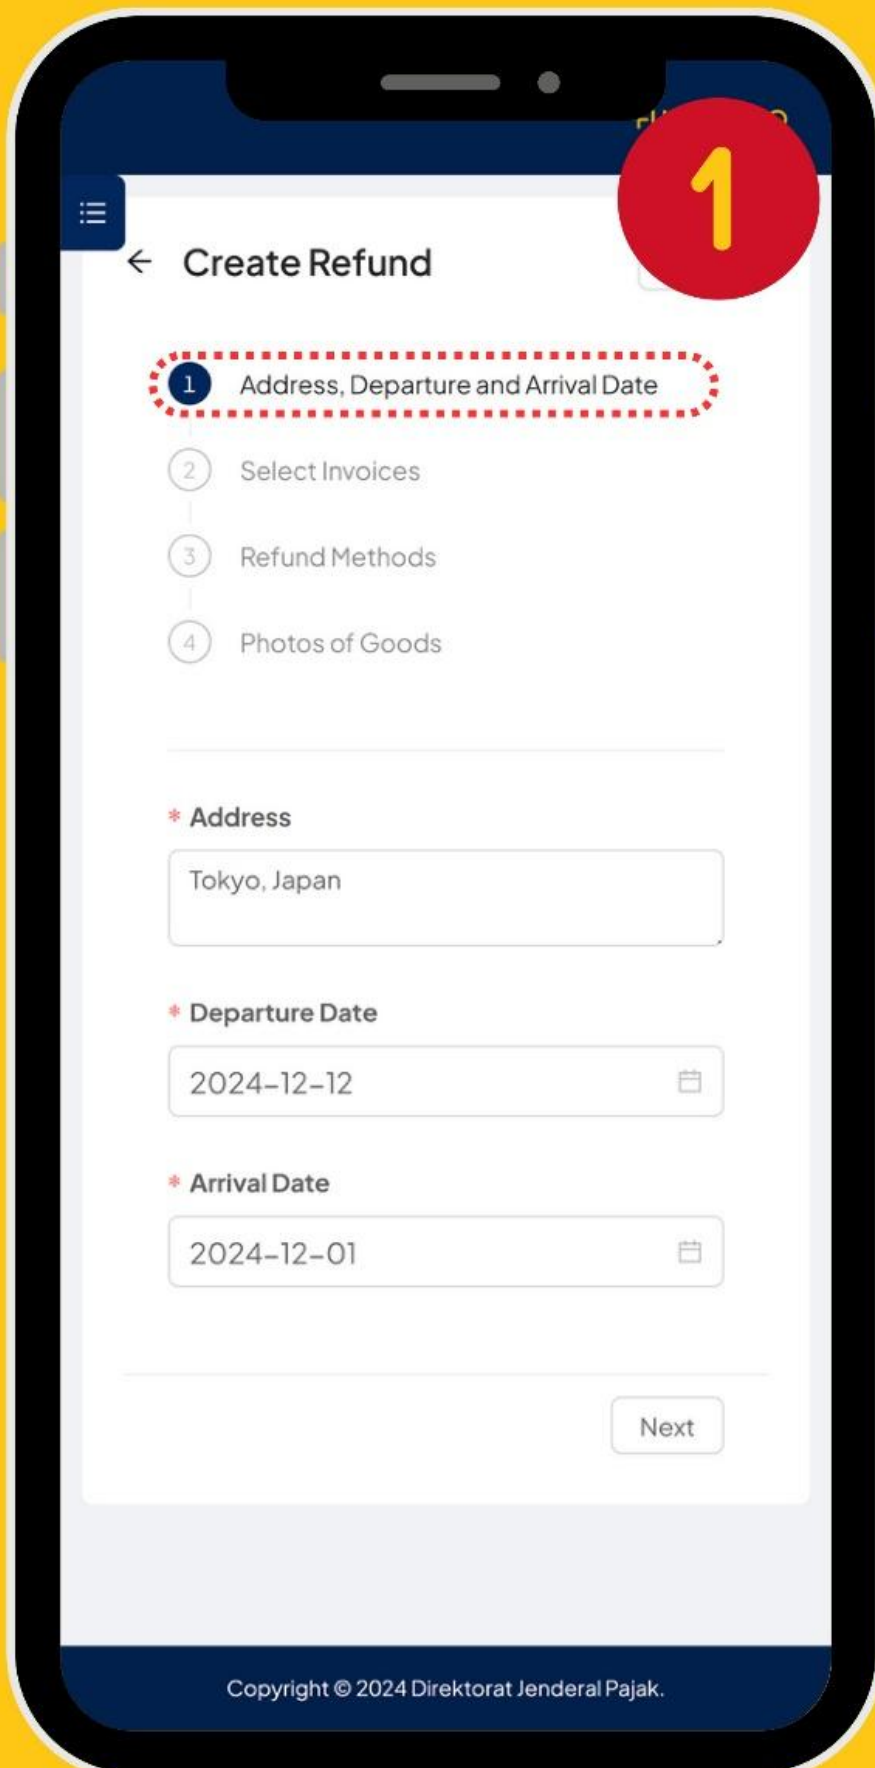 1
Create Refund
1 Address, Departure and Arrival Date
2 Select Invoices
3 Refund Methods
4 Photos of Goods
* Address
Tokyo, Japan
* Departure Date
2024-12-12
* Arrival Date
2024-12-01
Next
Copyright © 2024 Direktorat Jenderal Pajak.